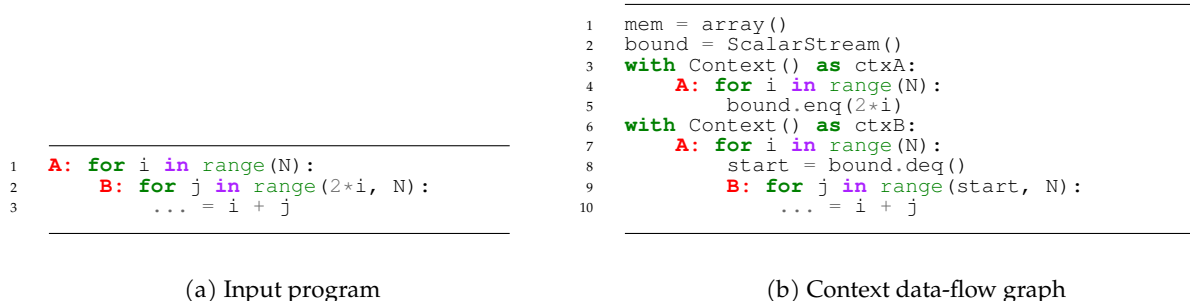 1 A: for i in range(N):
2     B: for j in range(2*i, N):
3         ... = i + j
(a) Input program
1 mem = array()
2 bound = ScalarStream()
3 with Context() as ctxA:
4     A: for i in range(N):
5         bound.enq(2*i)
6 with Context() as ctxB:
7     A: for i in range(N):
8         start = bound.deq()
9         B: for j in range(start, N):
10             ... = i + j
(b) Context data-flow graph